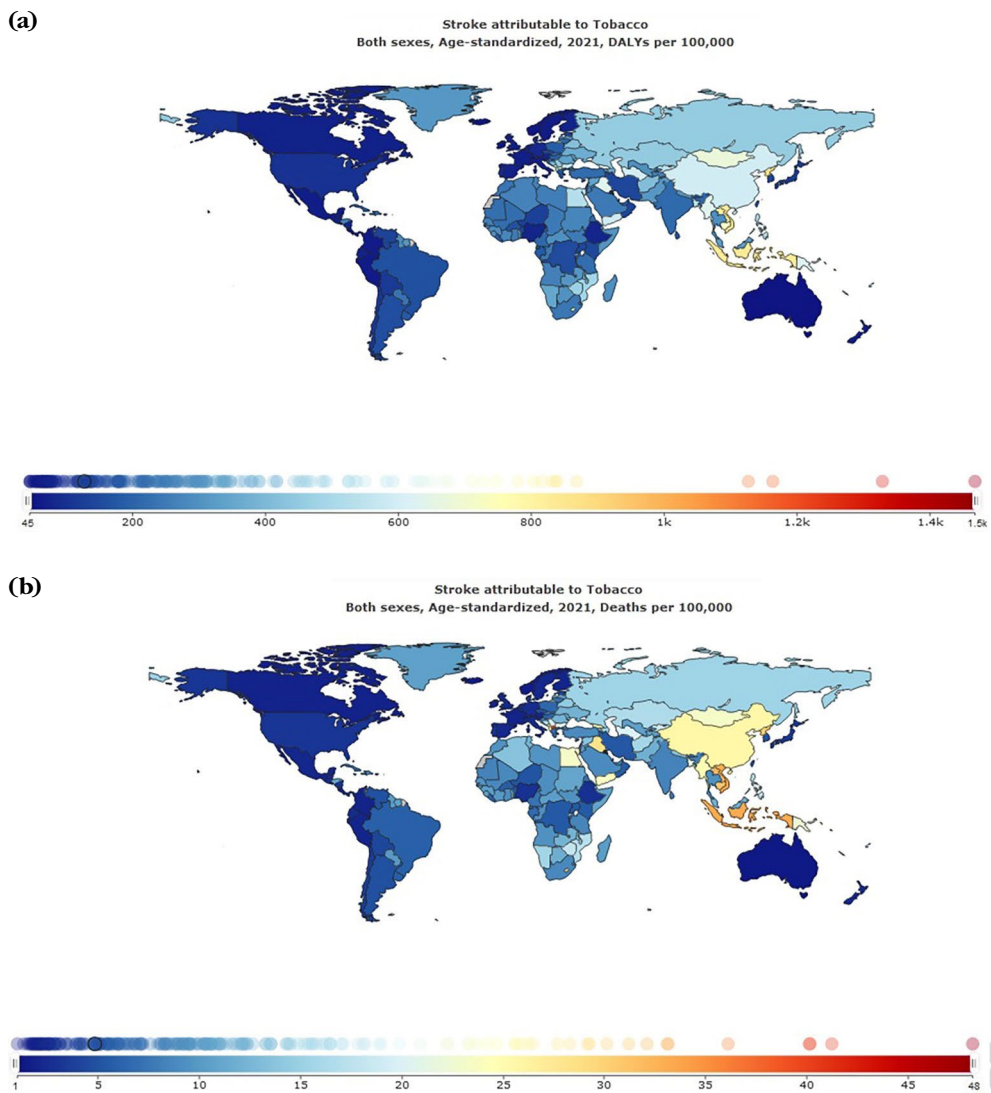 (a)
Stroke attributable to Tobacco
Both sexes, Age-standardized, 2021, DALYs per 100,000
45 200 400 600 800 1k 1.2k 1.4k 1.5k
(b)
Stroke attributable to Tobacco
Both sexes, Age-standardized, 2021, Deaths per 100,000
1 5 10 15 20 25 30 35 40 45 48